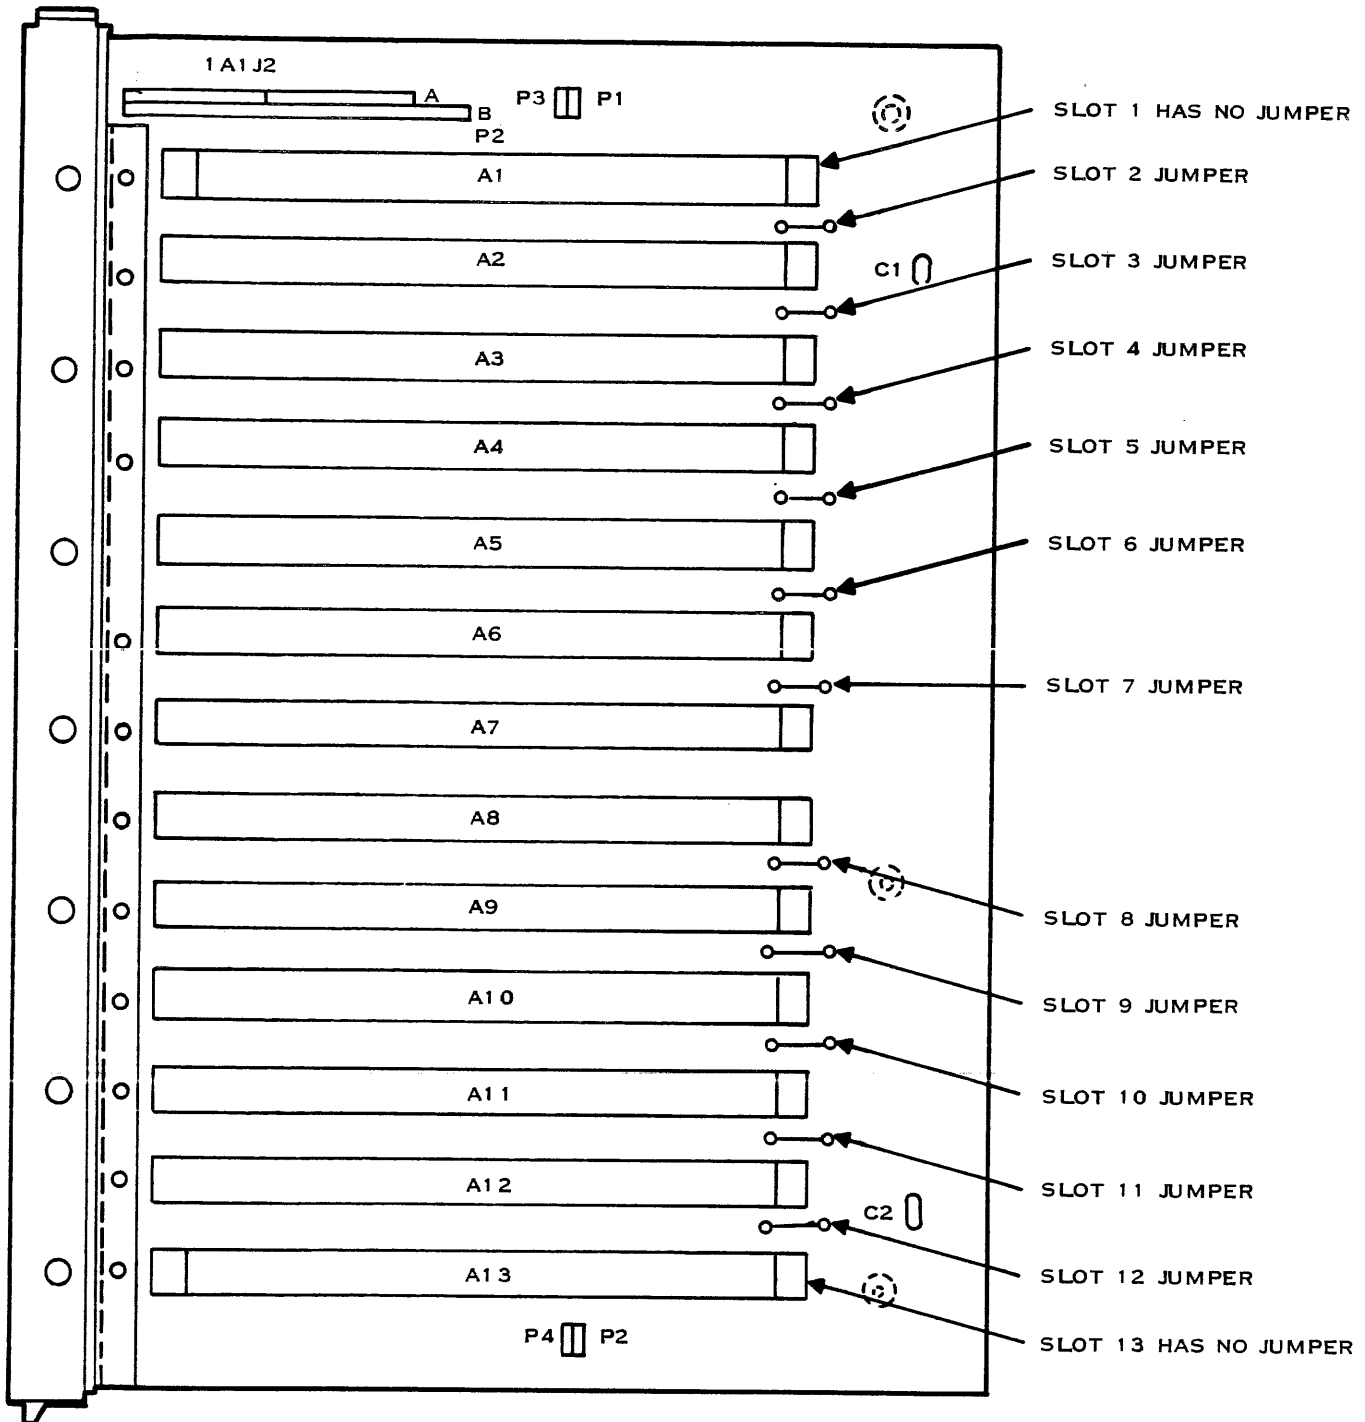 1A1J2
A
B
P3 P1
P2
SLOT 1 HAS NO JUMPER
A1
SLOT 2 JUMPER
A2
C1
SLOT 3 JUMPER
A3
SLOT 4 JUMPER
A4
SLOT 5 JUMPER
A5
SLOT 6 JUMPER
A6
SLOT 7 JUMPER
A7
A8
A9
SLOT 8 JUMPER
A10
SLOT 9 JUMPER
A11
SLOT 10 JUMPER
A12
SLOT 11 JUMPER
C2
A13
SLOT 12 JUMPER
P4 P2
SLOT 13 HAS NO JUMPER